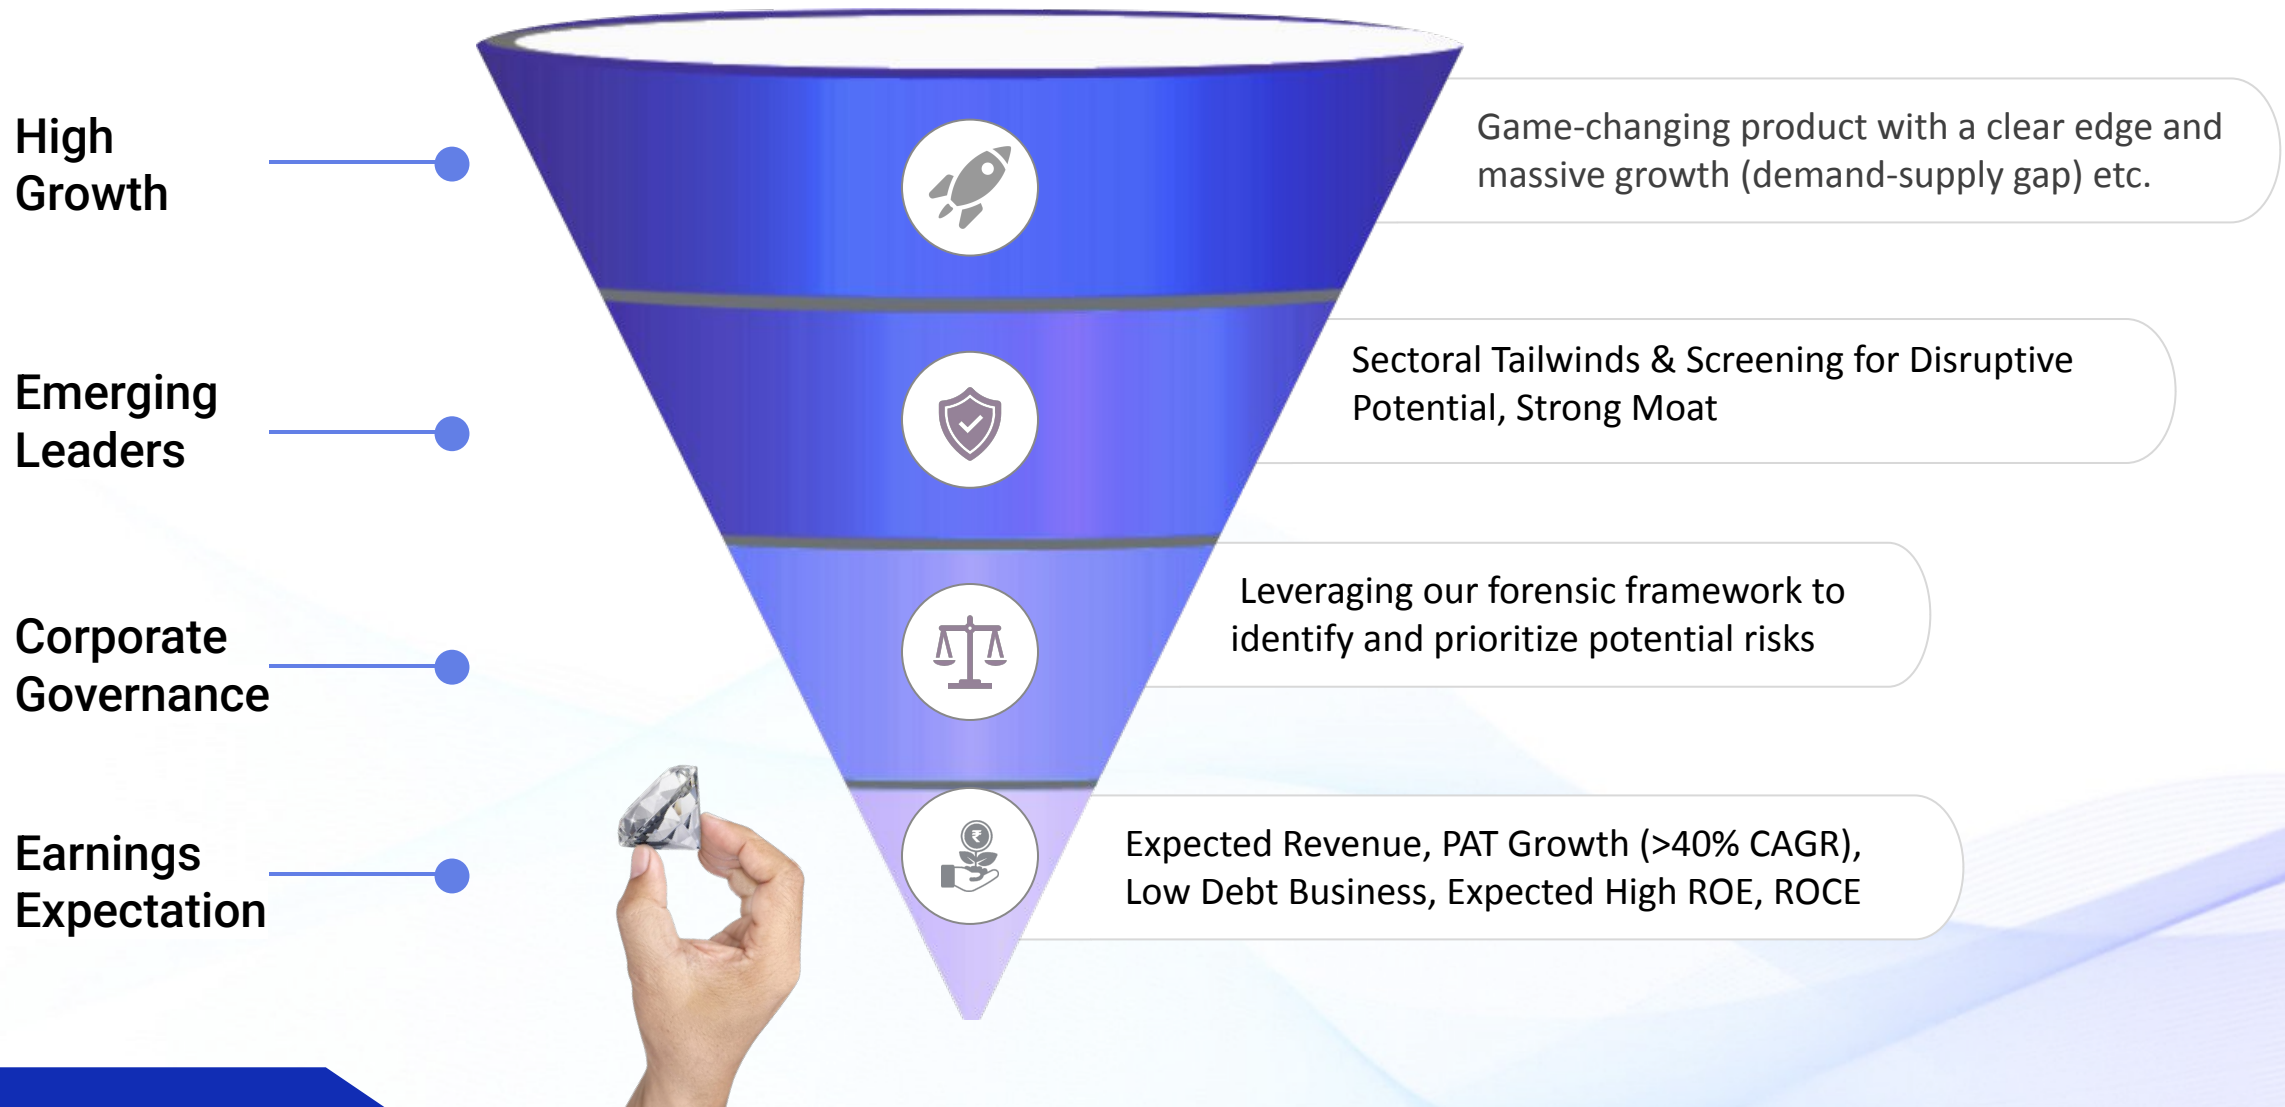 High
Growth
Game-changing product with a clear edge and
massive growth (demand-supply gap) etc.
Emerging
Leaders
Sectoral Tailwinds & Screening for Disruptive
Potential, Strong Moat
Corporate
Governance
Leveraging our forensic framework to
identify and prioritize potential risks
Earnings
Expectation
₹
Expected Revenue, PAT Growth (>40% CAGR),
Low Debt Business, Expected High ROE, ROCE